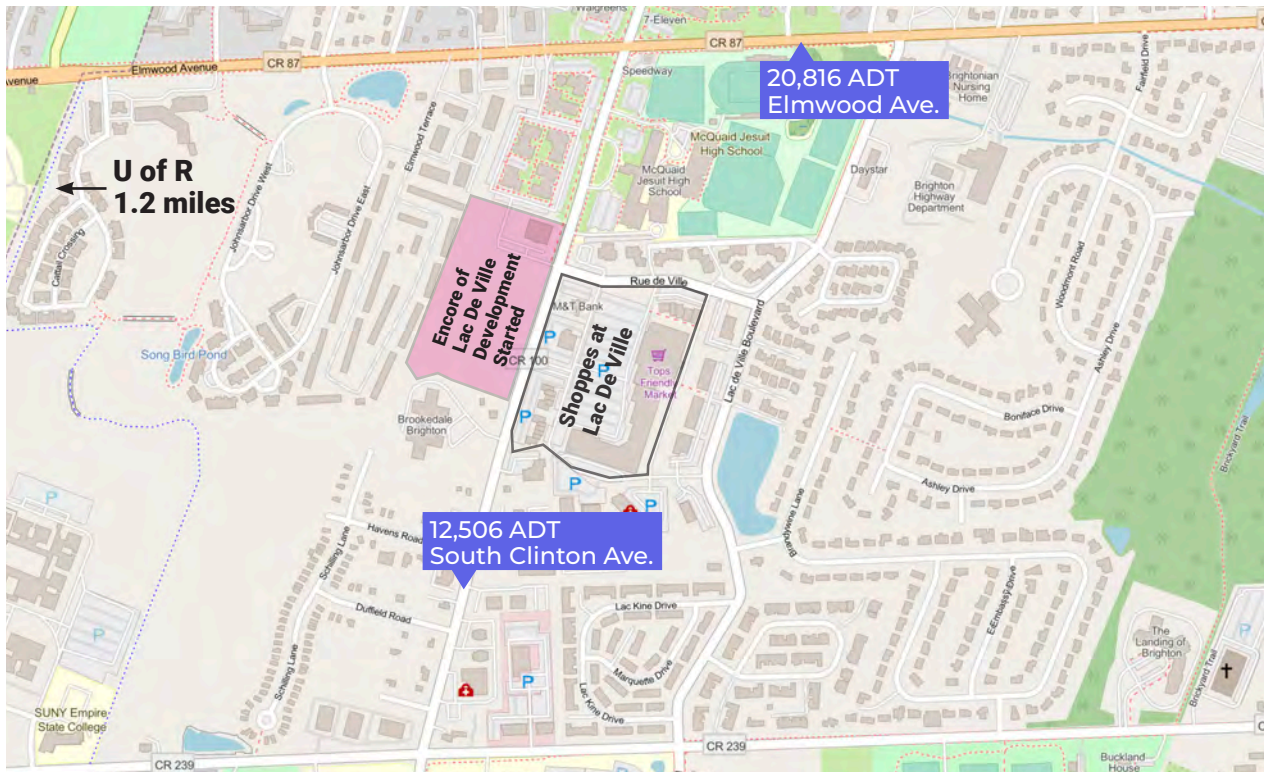 Walgreens
7-Eleven
CR 87
Elmwood Avenue
CR 87
venue
Speedway
20,816 ADT
Elmwood Ave.
Brightonian
Nursing
Home
Fairfield Drive
McQuaid Jesuit
High School
McQuaid
Jesuit High
School
Daystar
Brighton
Highway
Department
U of R
1.2 miles
Elmwood Terrace
Johnsarbor Drive West
Johnsarbor Drive East
Cattail Crossing
Woodmont Road
Rue de Ville
Encore of
Lac De Ville
Development
Started
M&T Bank
P
CR 100
Shoppes at
Lac De Ville
P
Tops
Friendly
Market
Lac de Ville Boulevard
Ashley Drive
Song Bird Pond
Boniface Drive
Brookedale
Brighton
P
Brickyard Trail
P
P
P
Ashley Drive
Brandywine Lane
12,506 ADT
South Clinton Ave.
Havens Road
Schilling Lane
Duffield Road
Lac Kine Drive
E Embassy Drive
P
P
The
Landing of
Brighton
Marquette Drive
P
Schilling Lane
Lac Kine Drive
Brickyard Trail
SUNY Empire
State College
CR 239
CR 239
Buckland
House